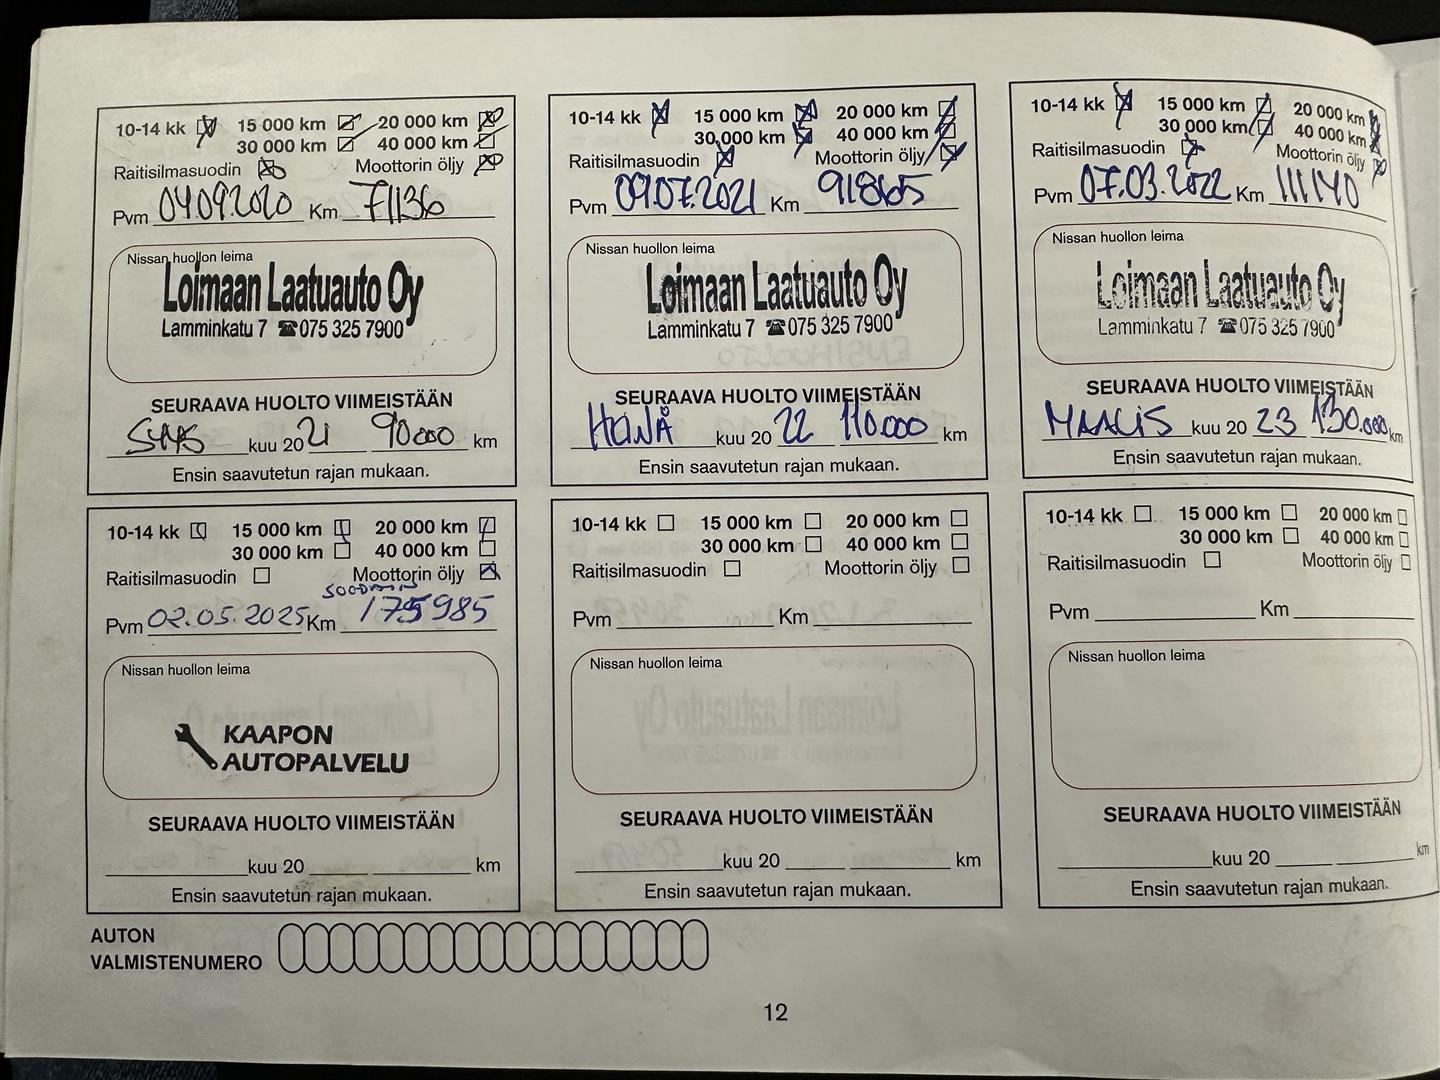 10-14 kk 15 000 km 20 000 km
30 000 km 40 000 km
Raitisilmasuodin Moottorin öljy
Pvm 04.09.2020 Km 71136
Nissan huollon leima
Loimaan Laatuauto Oy
Lamminkatu 7 ☎075 325 7900
SEURAAVA HUOLTO VIIMEISTÄÄN
SYYS kuu 20 21 90.000 km
Ensin saavutetun rajan mukaan.
10-14 kk 15 000 km 20 000 km
30 000 km 40 000 km
Raitisilmasuodin Moottorin öljy
Pvm 09.07.2021 Km 91865
Nissan huollon leima
Loimaan Laatuauto Oy
Lamminkatu 7 ☎075 325 7900
SEURAAVA HUOLTO VIIMEISTÄÄN
HEINÄ kuu 20 22 110.000 km
Ensin saavutetun rajan mukaan.
10-14 kk 15 000 km 20 000 km
30 000 km 40 000 km
Raitisilmasuodin Moottorin öljy
Pvm 07.03.2022 Km 111140
Nissan huollon leima
Loimaan Laatuauto Oy
Lamminkatu 7 ☎075 325 7900
SEURAAVA HUOLTO VIIMEISTÄÄN
MAALIS kuu 20 23 130.000 km
Ensin saavutetun rajan mukaan.
10-14 kk 15 000 km 20 000 km
30 000 km 40 000 km
Raitisilmasuodin Moottorin öljy
Pvm 02.05.2025 Km 175985
Nissan huollon leima
KAAPON
AUTOPALVELU
SEURAAVA HUOLTO VIIMEISTÄÄN
kuu 20 km
Ensin saavutetun rajan mukaan.
10-14 kk 15 000 km 20 000 km
30 000 km 40 000 km
Raitisilmasuodin Moottorin öljy
Pvm Km
Nissan huollon leima
SEURAAVA HUOLTO VIIMEISTÄÄN
kuu 20 km
Ensin saavutetun rajan mukaan.
10-14 kk 15 000 km 20 000 km
30 000 km 40 000 km
Raitisilmasuodin Moottorin öljy
Pvm Km
Nissan huollon leima
SEURAAVA HUOLTO VIIMEISTÄÄN
kuu 20 km
Ensin saavutetun rajan mukaan.
AUTON
VALMISTENUMERO
12